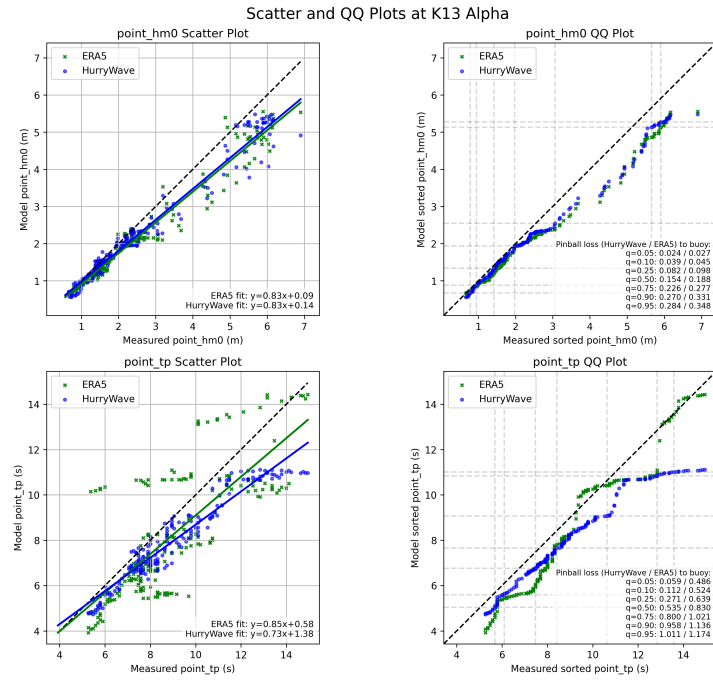 Scatter and QQ Plots at K13 Alpha
point_hm0 Scatter Plot
ERA5
HurryWave
7
6
5
4
3
2
1
Model point_hm0 (m)
ERA5 fit: y=0.83x+0.09
HurryWave fit: y=0.83x+0.14
1 2 3 4 5 6 7
Measured point_hm0 (m)
point_hm0 QQ Plot
ERA5
HurryWave
7
6
5
4
3
2
1
Model sorted point_hm0 (m)
Pinball loss (HurryWave / ERA5) to buoy:
q=0.05: 0.024 / 0.027
q=0.10: 0.039 / 0.045
q=0.25: 0.082 / 0.098
q=0.50: 0.154 / 0.188
q=0.75: 0.226 / 0.277
q=0.90: 0.270 / 0.331
q=0.95: 0.284 / 0.348
1 2 3 4 5 6 7
Measured sorted point_hm0 (m)
point_tp Scatter Plot
ERA5
HurryWave
14
12
10
8
6
4
Model point_tp (s)
ERA5 fit: y=0.85x+0.58
HurryWave fit: y=0.73x+1.38
4 6 8 10 12 14
Measured point_tp (s)
point_tp QQ Plot
ERA5
HurryWave
14
12
10
8
6
4
Model sorted point_tp (s)
Pinball loss (HurryWave / ERA5) to buoy:
q=0.05: 0.059 / 0.486
q=0.10: 0.112 / 0.524
q=0.25: 0.271 / 0.639
q=0.50: 0.535 / 0.830
q=0.75: 0.800 / 1.021
q=0.90: 0.958 / 1.136
q=0.95: 1.011 / 1.174
4 6 8 10 12 14
Measured sorted point_tp (s)